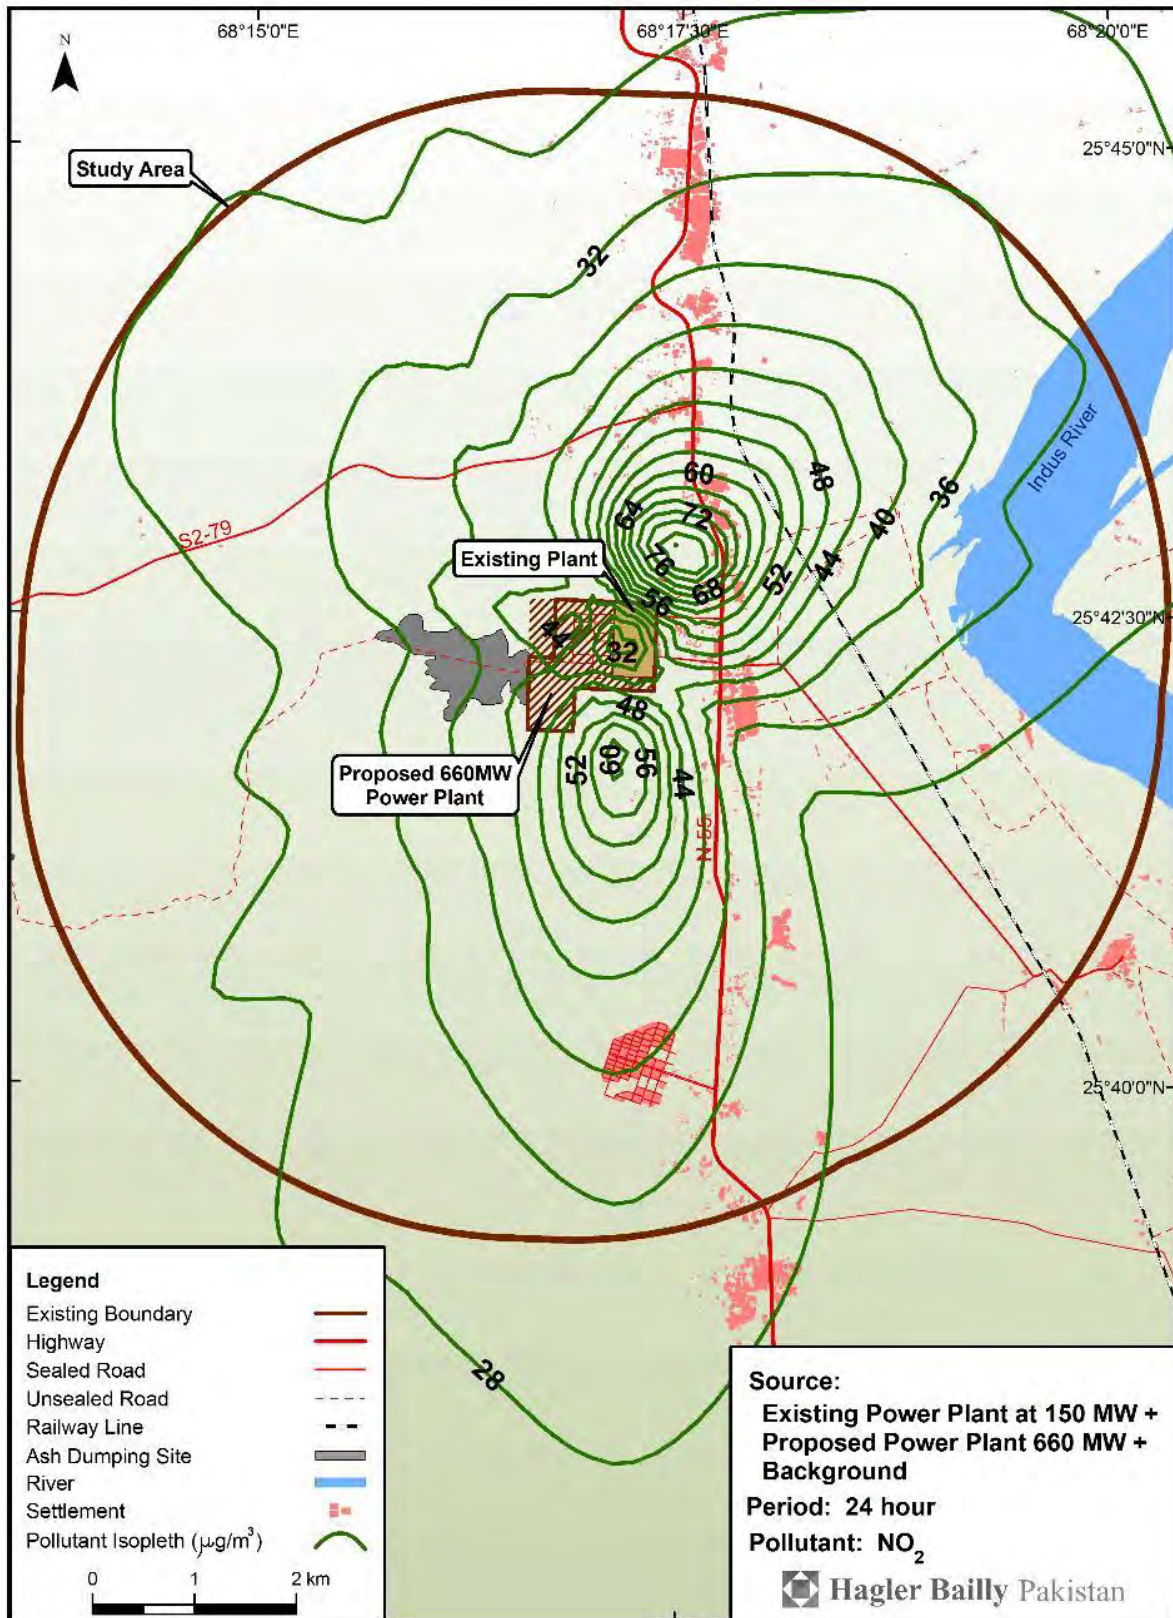 68°15'0"E
68°17'30"E
68°20'0"E
N
25°45'0"N
Study Area
32
Indus River
60
48
36
64
72
40
S2-79
Existing Plant
76
52
44
68
56
25°42'30"N
44
32
48
Proposed 660MW
Power Plant
52
60
56
44
N-55
25°40'0"N
28
Legend
Existing Boundary
Highway
Sealed Road
Unsealed Road
Railway Line
Ash Dumping Site
River
Settlement
Pollutant Isopleth (µg/m³)
0 1 2 km
Source:
Existing Power Plant at 150 MW +
Proposed Power Plant 660 MW +
Background
Period: 24 hour
Pollutant: NO₂
Hagler Bailly Pakistan